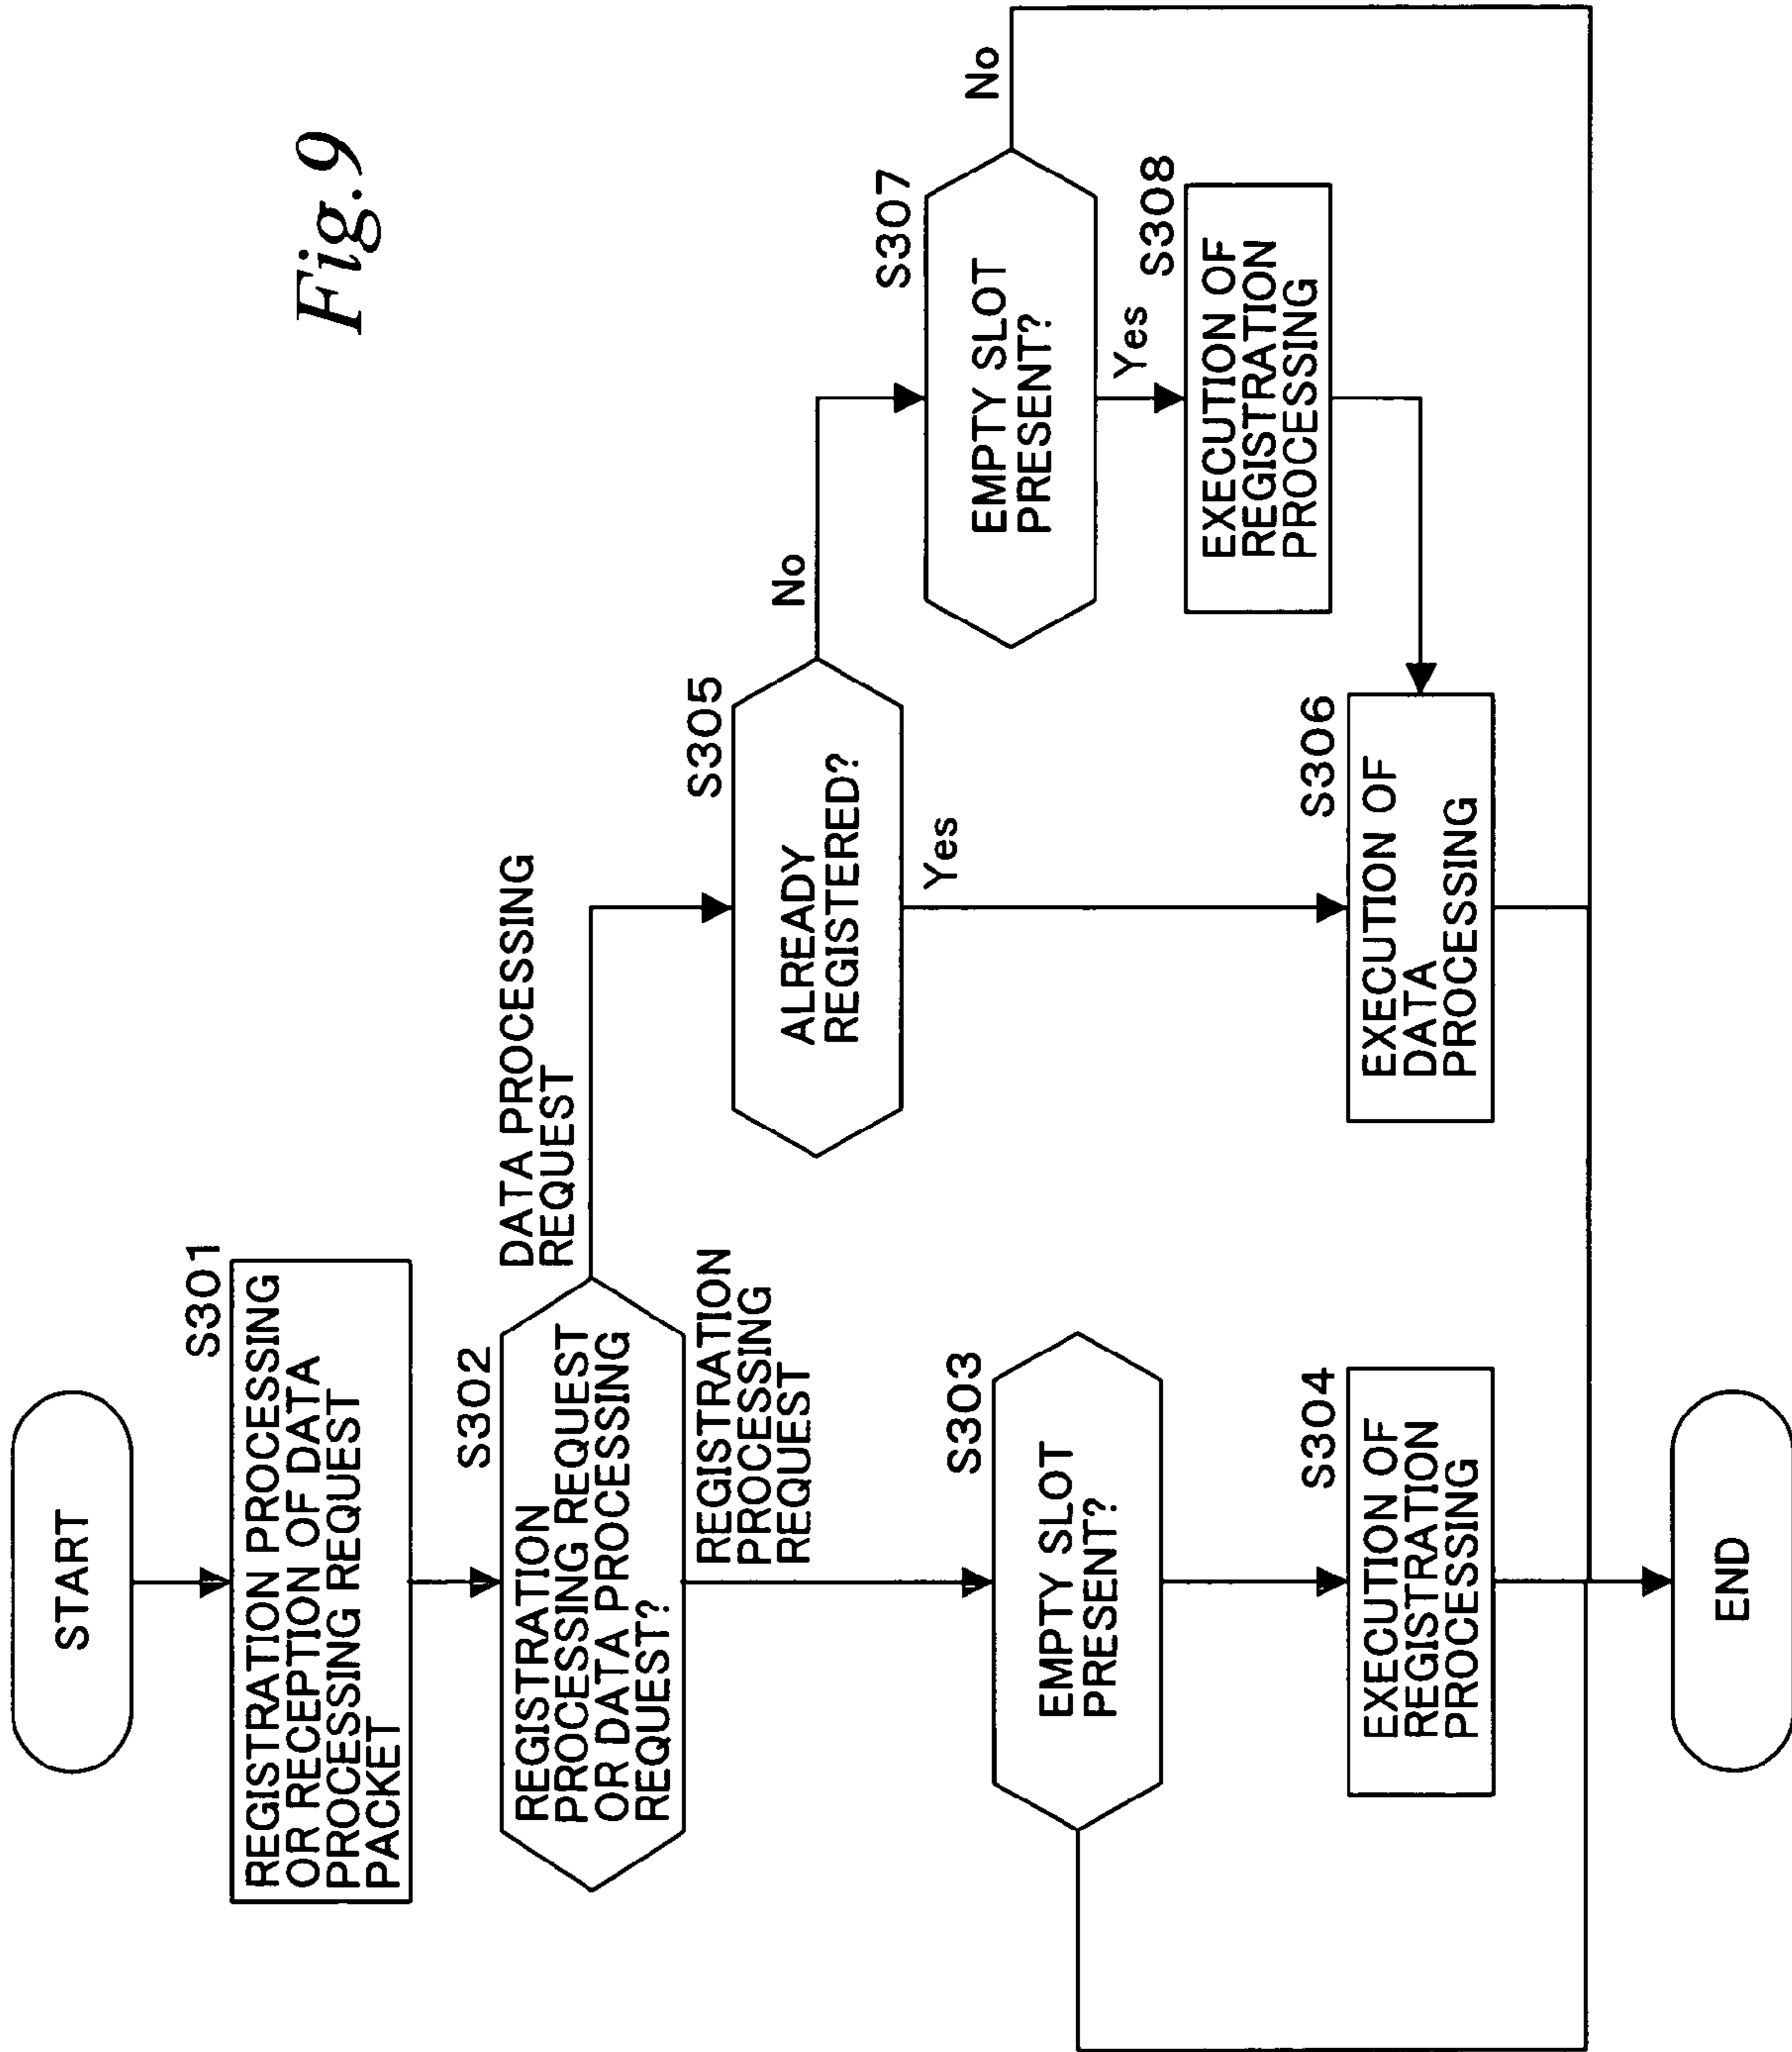 Fig.9
START
S301
REGISTRATION PROCESSING
OR RECEPTION OF DATA
PROCESSING REQUEST
PACKET
S302
REGISTRATION
PROCESSING REQUEST
OR DATA PROCESSING
REQUEST?
DATA PROCESSING
REQUEST
REGISTRATION
PROCESSING
REQUEST
S303
EMPTY SLOT
PRESENT?
S304
EXECUTION OF
REGISTRATION
PROCESSING
S305
ALREADY
REGISTERED?
No
Yes
S306
EXECUTION OF
DATA
PROCESSING
S307
EMPTY SLOT
PRESENT?
No
Yes
S308
EXECUTION OF
REGISTRATION
PROCESSING
END